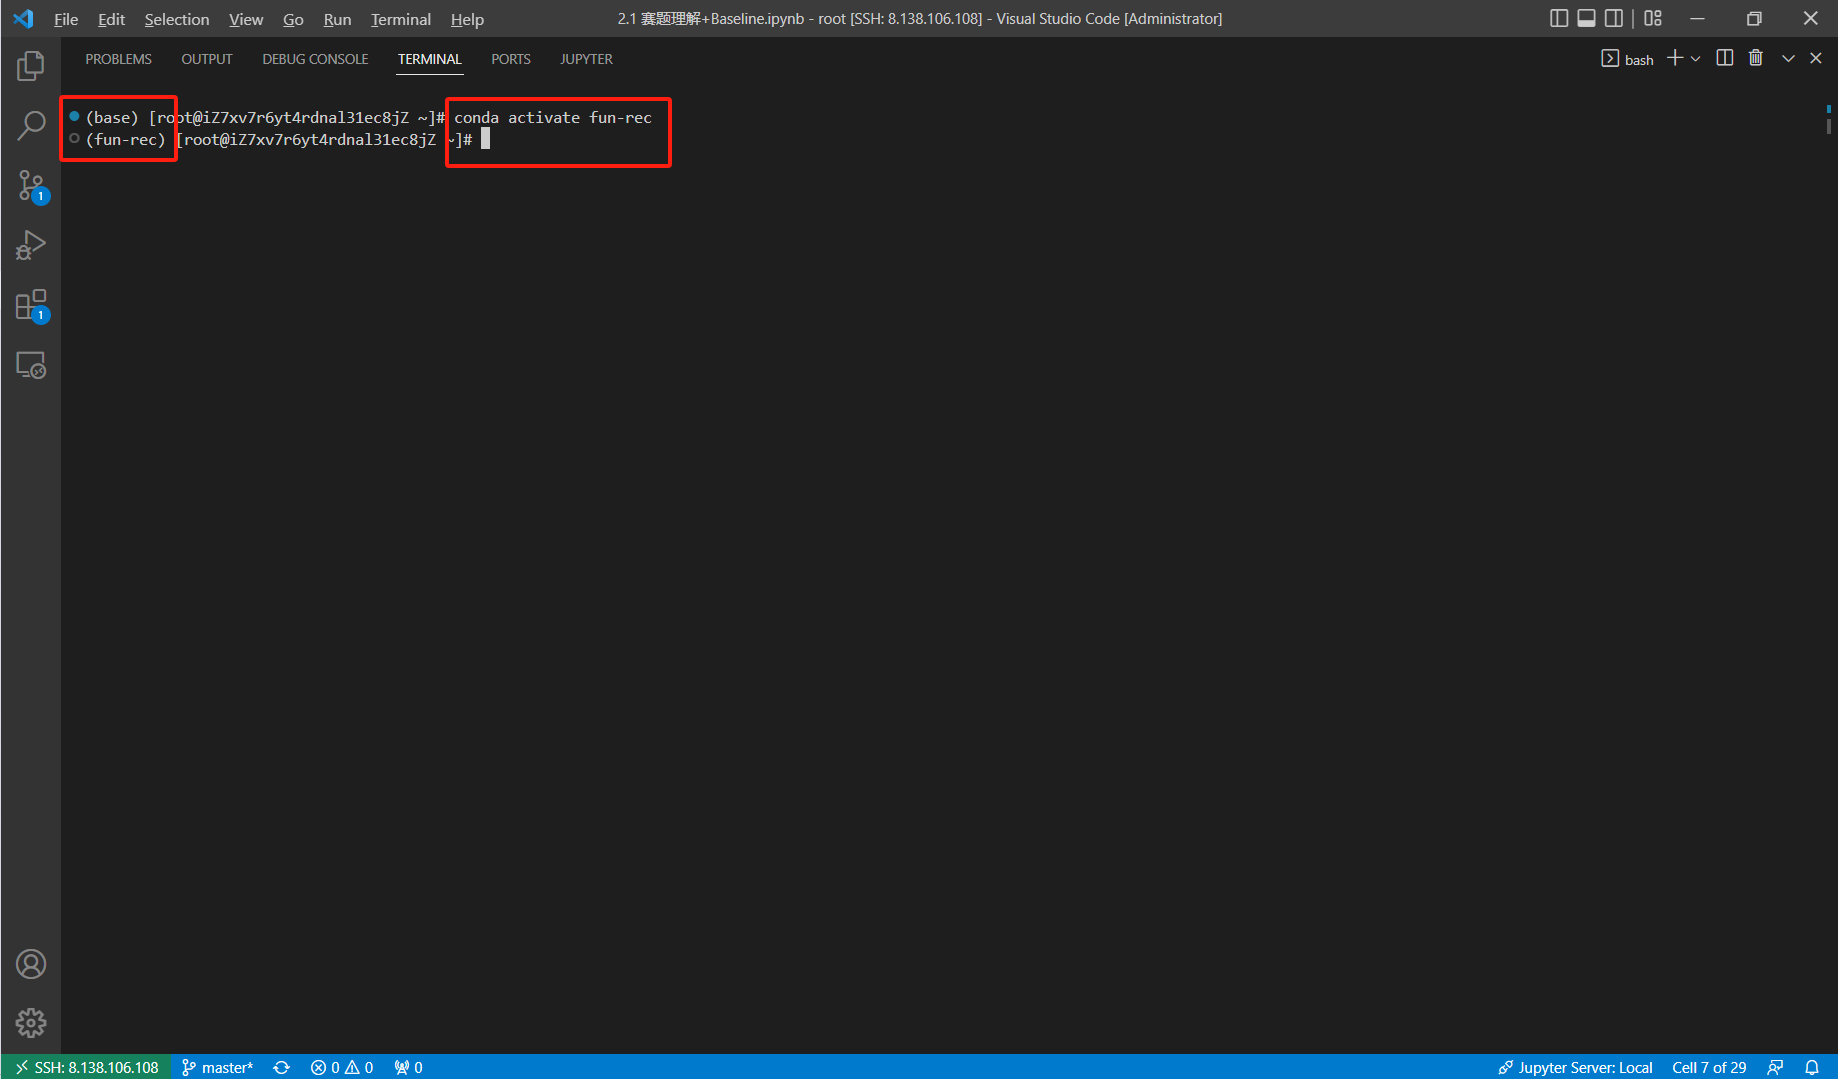 File Edit Selection View Go Run Terminal Help 2.1 赛题理解+Baseline.ipynb - root [SSH: 8.138.106.108] - Visual Studio Code [Administrator]
PROBLEMS OUTPUT DEBUG CONSOLE TERMINAL PORTS JUPYTER bash
(base) [root@iZ7xv7r6yt4rdnal31ec8jZ ~]# conda activate fun-rec
(fun-rec) [root@iZ7xv7r6yt4rdnal31ec8jZ ~]#
1
1
SSH: 8.138.106.108 master* 0 0 0 Jupyter Server: Local Cell 7 of 29